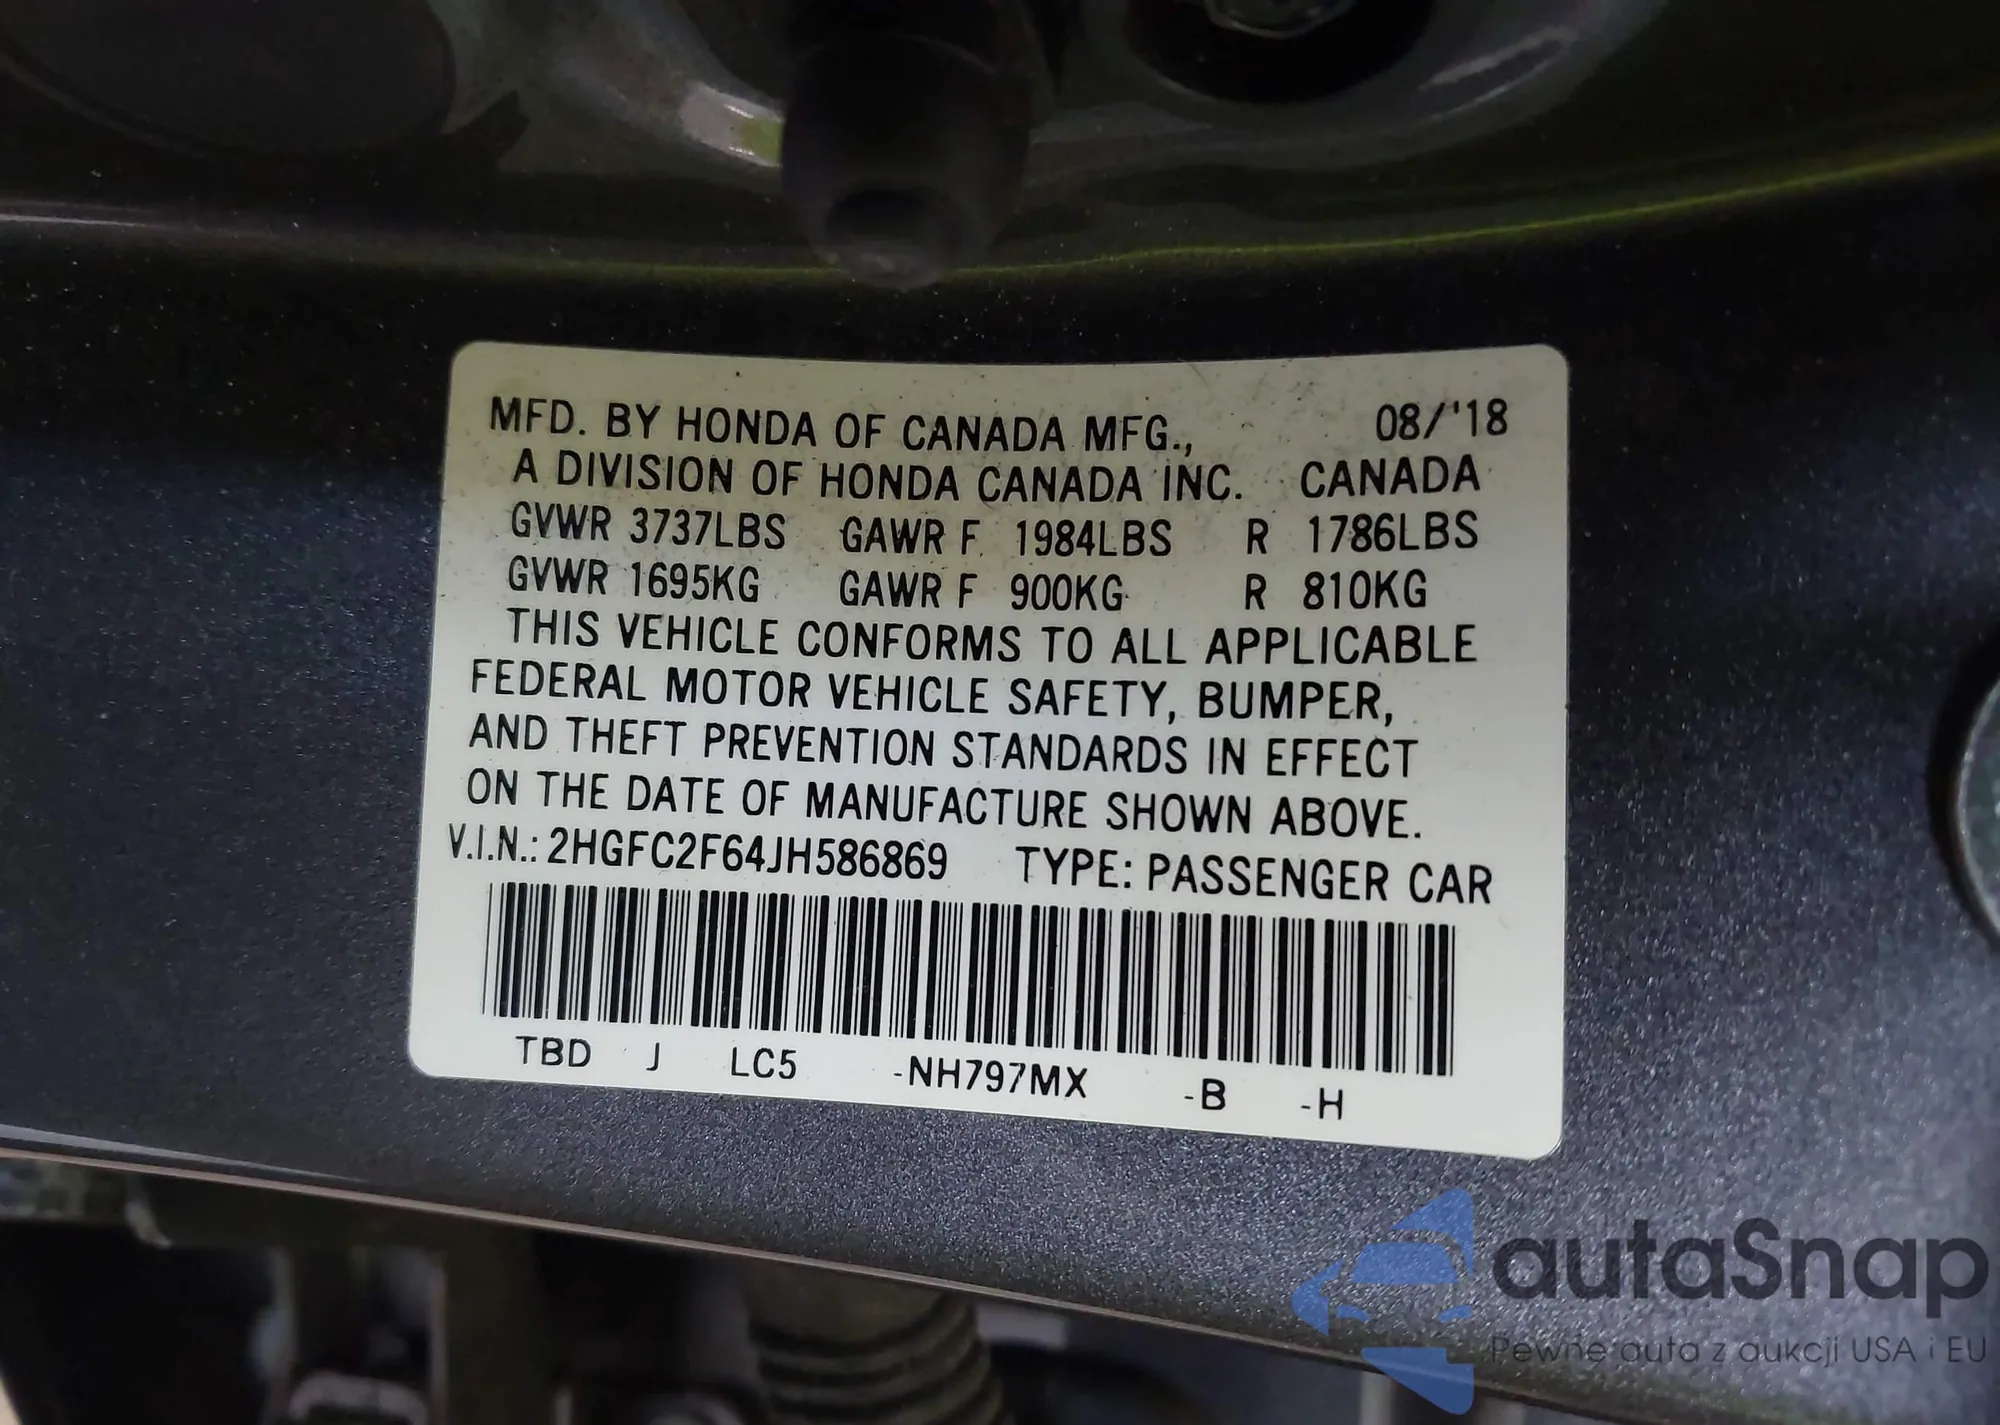 MFD. BY HONDA OF CANADA MFG., 08/'18
A DIVISION OF HONDA CANADA INC. CANADA
GVWR 3737LBS GAWR F 1984LBS R 1786LBS
GVWR 1695KG GAWR F 900KG R 810KG
THIS VEHICLE CONFORMS TO ALL APPLICABLE
FEDERAL MOTOR VEHICLE SAFETY, BUMPER,
AND THEFT PREVENTION STANDARDS IN EFFECT
ON THE DATE OF MANUFACTURE SHOWN ABOVE.
V.I.N.: 2HGFC2F64JH586869 TYPE: PASSENGER CAR
TBD J LC5 -NH797MX -B -H
autaSnap
Pewne auta z aukcji USA i EU